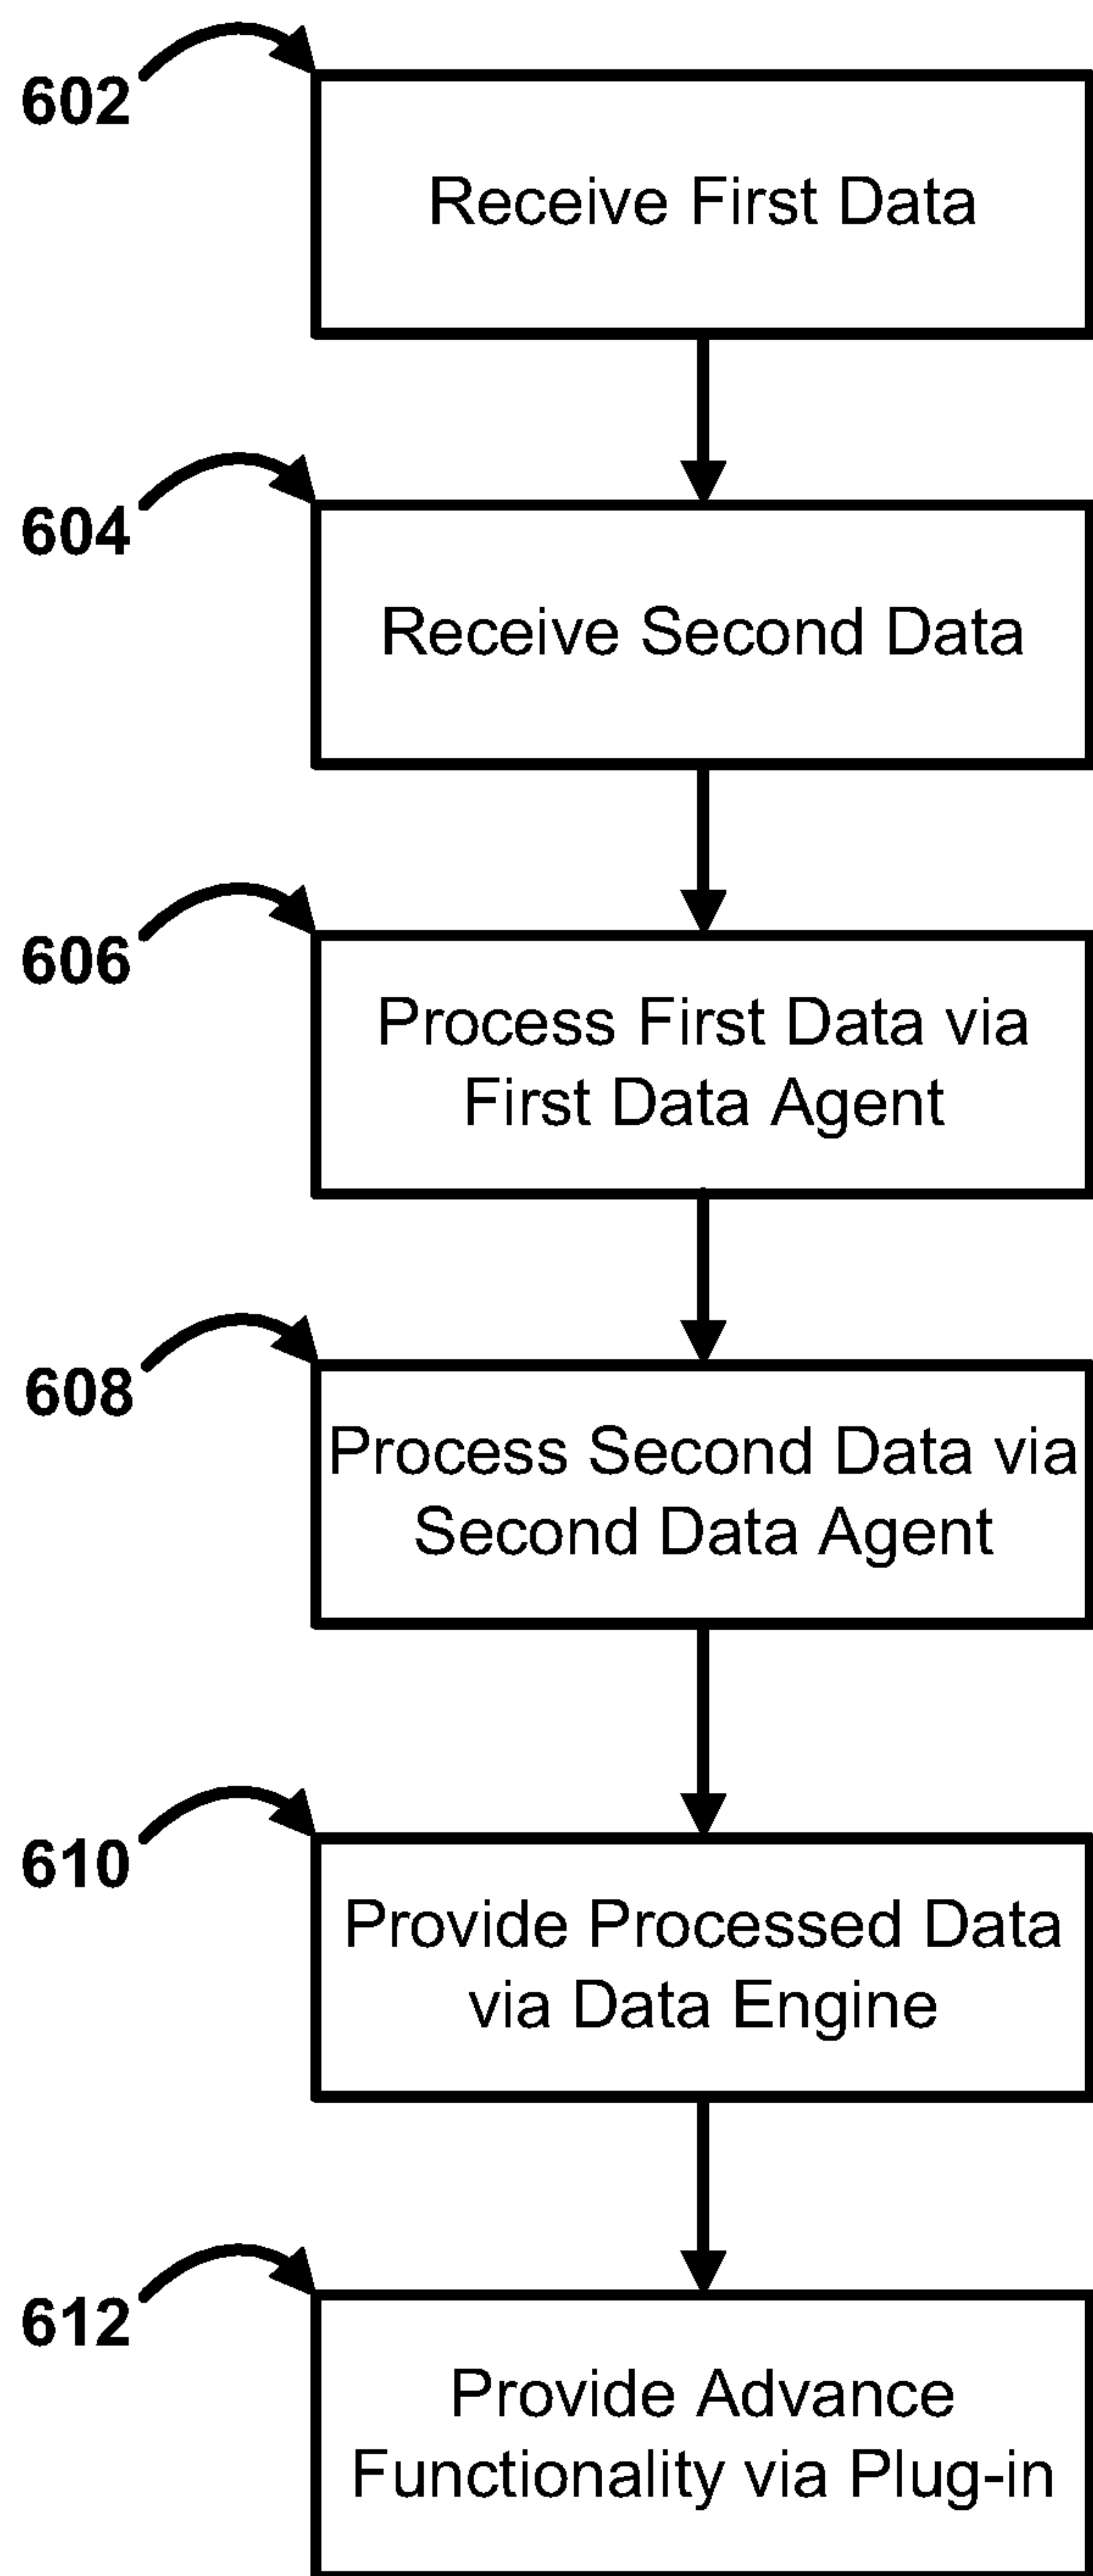 602
Receive First Data
604
Receive Second Data
606
Process First Data via
First Data Agent
608
Process Second Data via
Second Data Agent
610
Provide Processed Data
via Data Engine
612
Provide Advance
Functionality via Plug-in